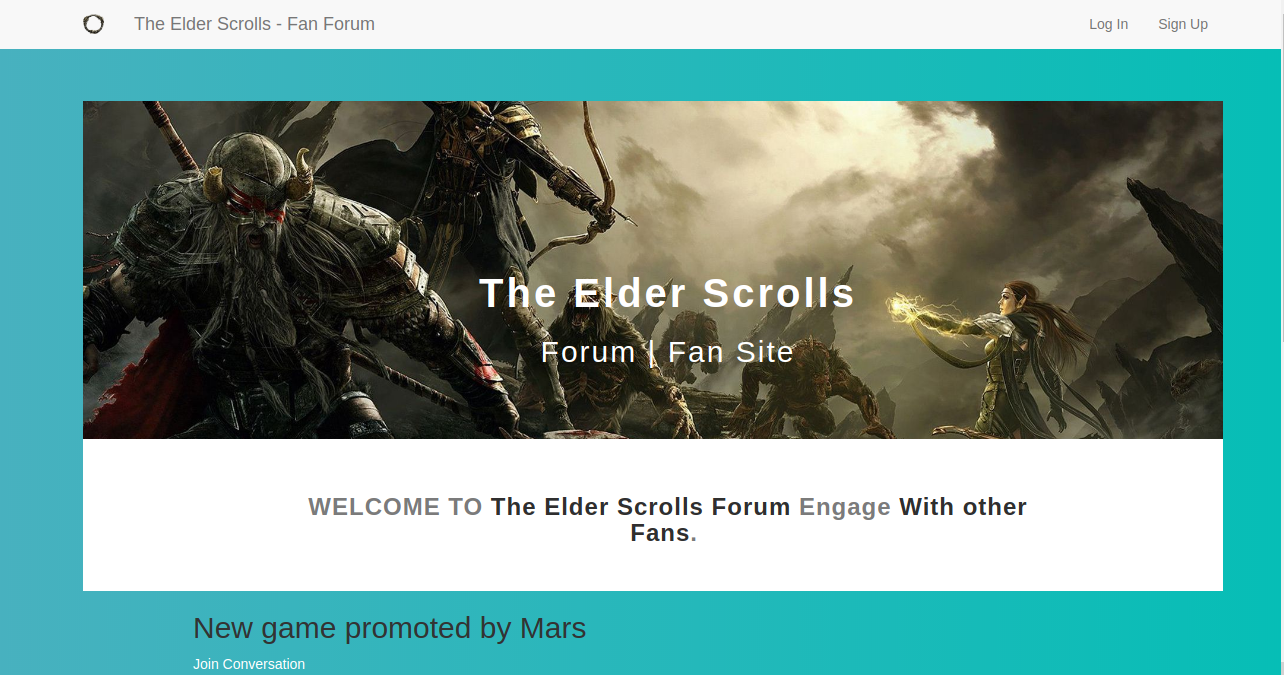 The Elder Scrolls - Fan Forum
Log In
Sign Up
The Elder Scrolls
Forum | Fan Site
WELCOME TO The Elder Scrolls Forum Engage With other
Fans.
New game promoted by Mars
Join Conversation